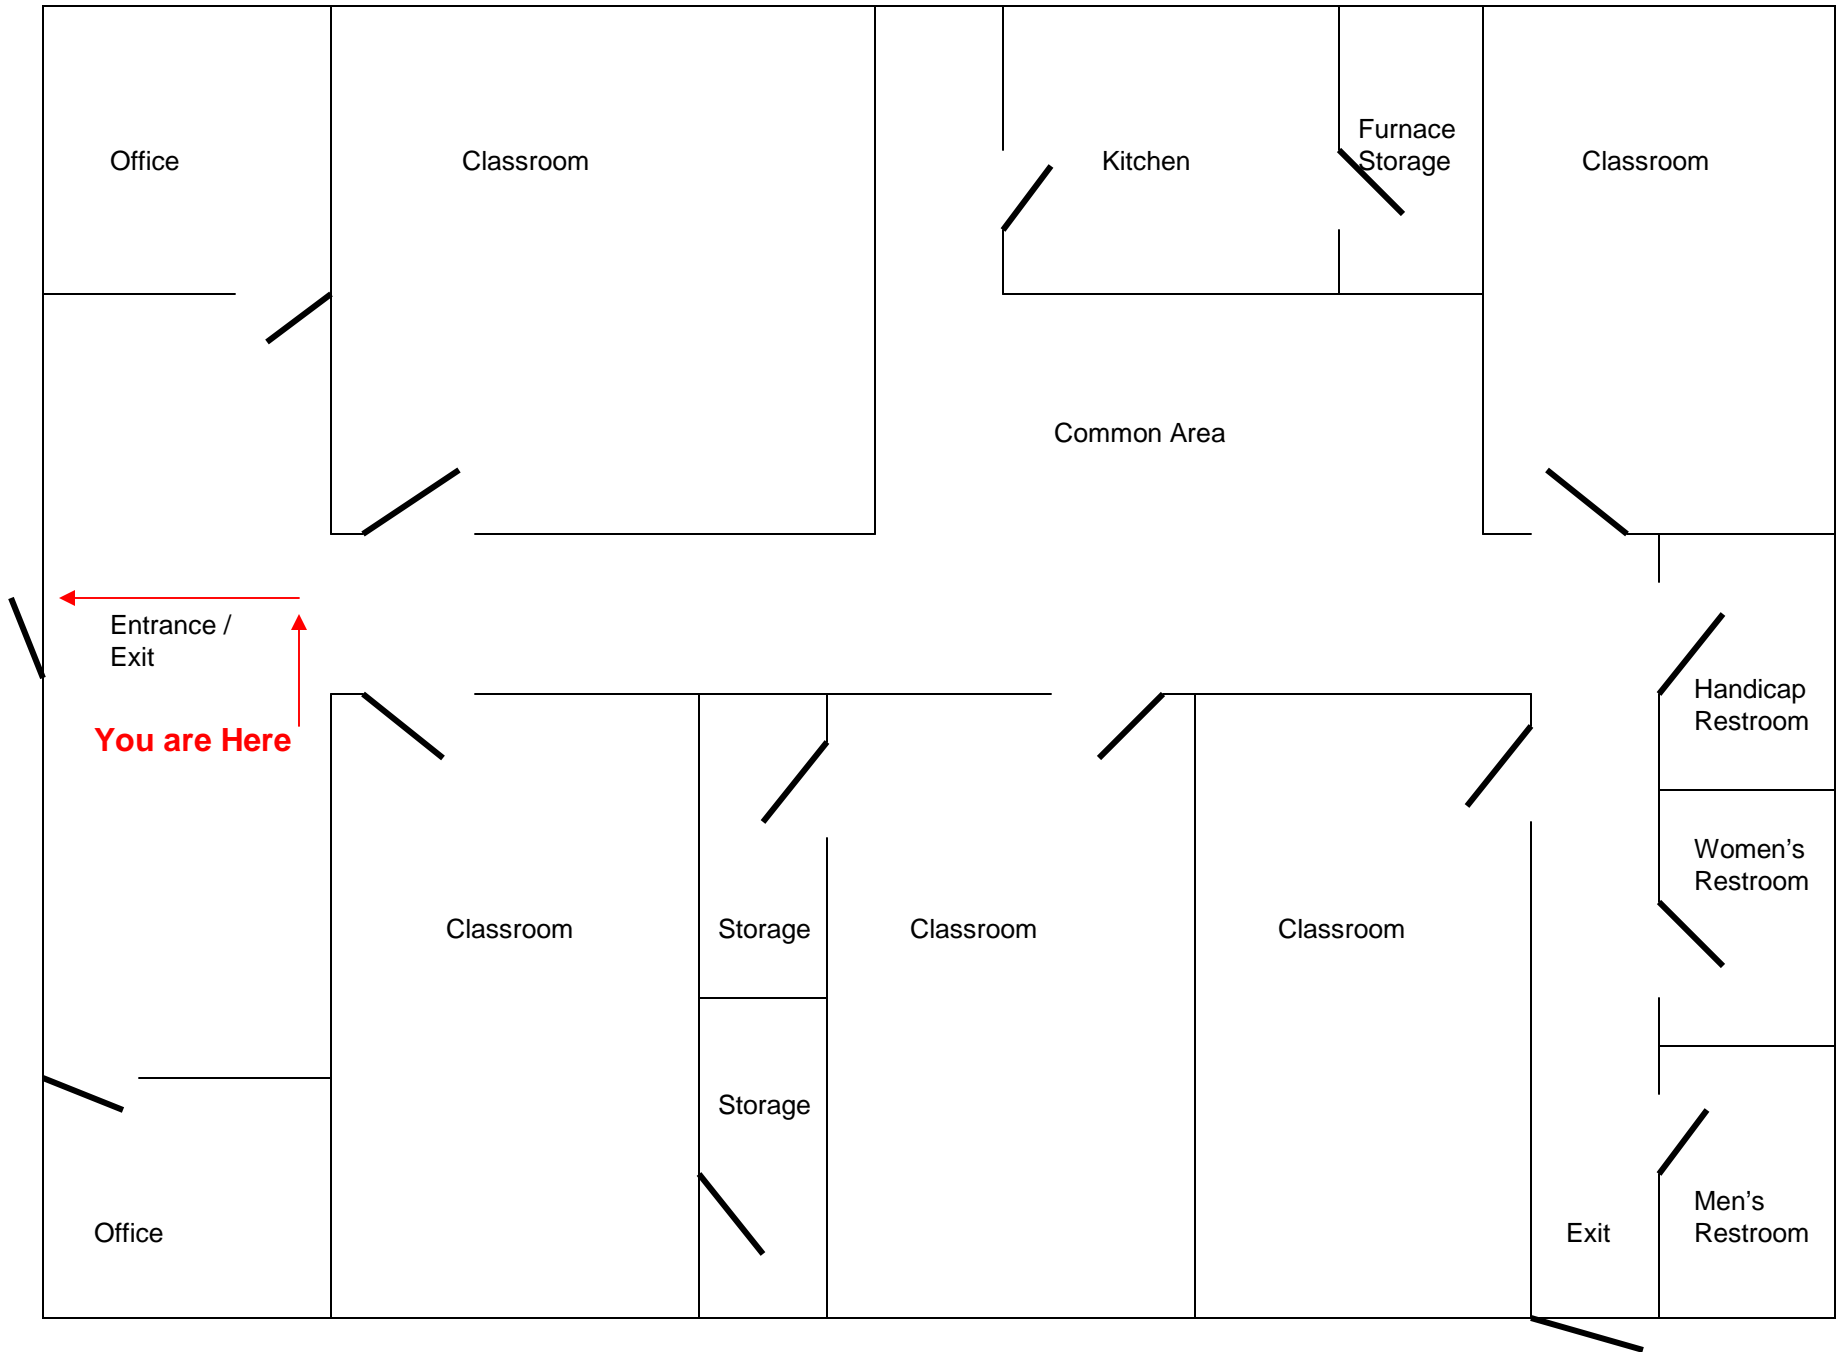 Office
Classroom
Kitchen
Furnace
Storage
Classroom
Common Area
Entrance /
Exit
You are Here
Handicap
Restroom
Women's
Restroom
Classroom
Storage
Classroom
Classroom
Storage
Office
Exit
Men's
Restroom